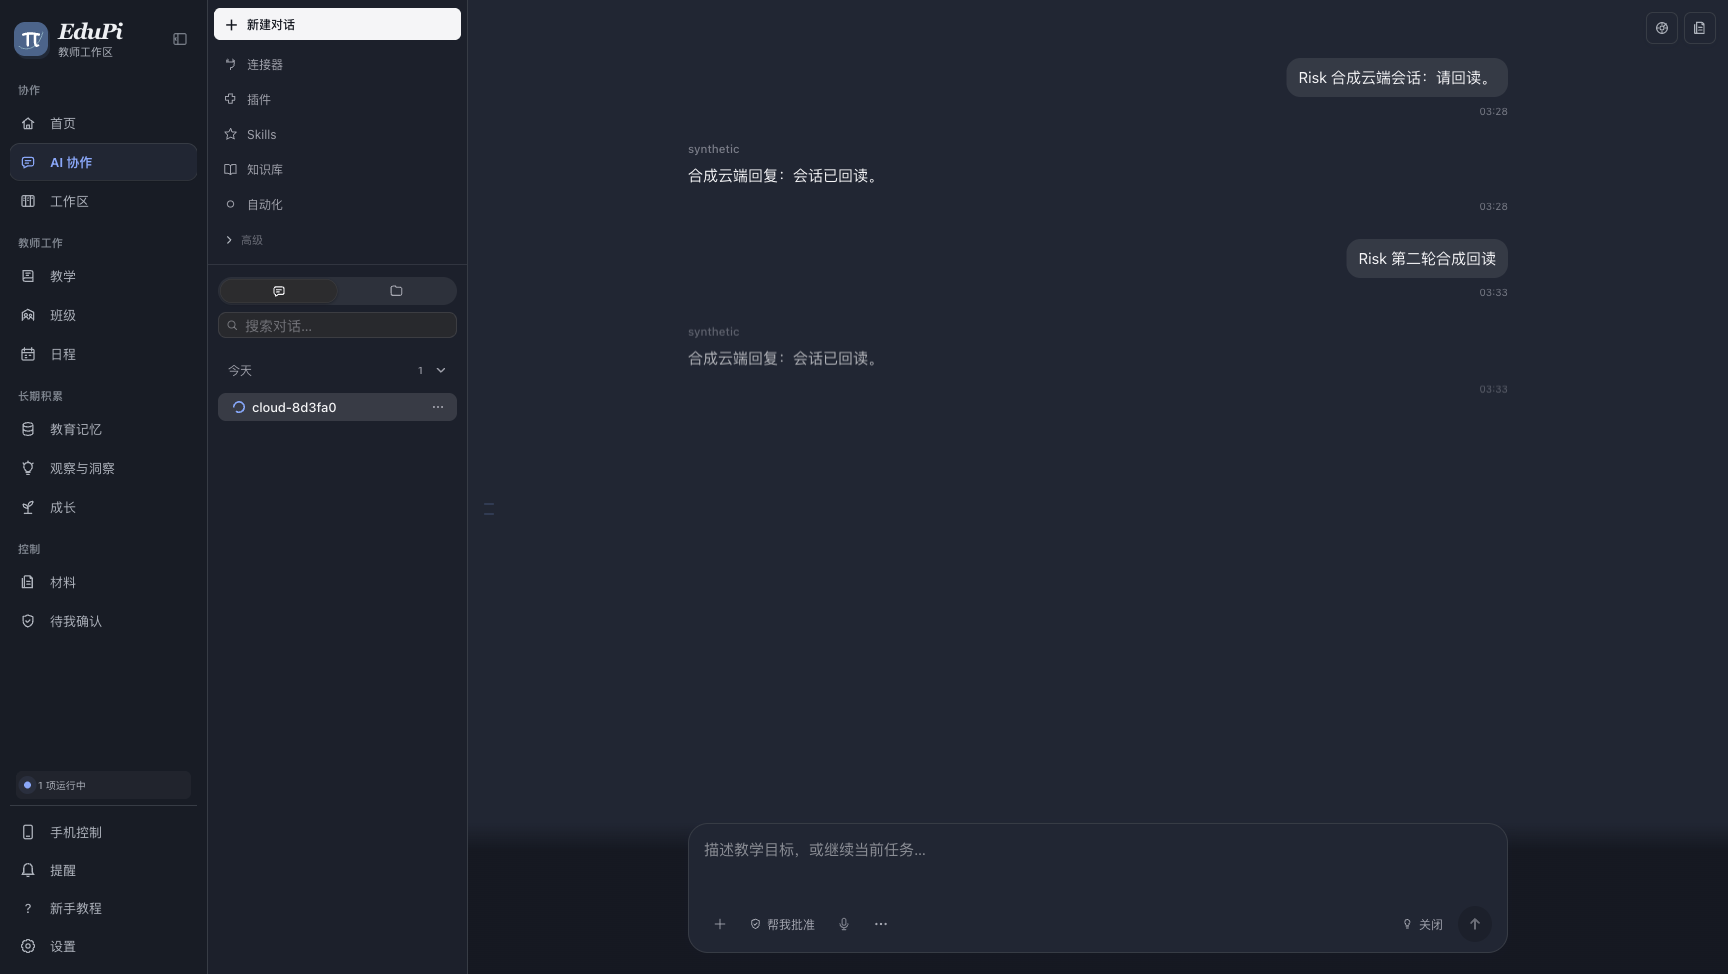 EduPi
教师工作区
协作
首页
AI 协作
工作区
教师工作
教学
班级
日程
长期积累
教育记忆
观察与洞察
成长
控制
材料
待我确认
1 项运行中
手机控制
提醒
? 新手教程
设置
新建对话
连接器
插件
Skills
知识库
自动化
高级
搜索对话...
今天 1
cloud-8d3fa0
Risk 合成云端会话：请回读。
03:28
synthetic
合成云端回复：会话已回读。
03:28
Risk 第二轮合成回读
03:33
synthetic
合成云端回复：会话已回读。
03:33
描述教学目标，或继续当前任务...
帮我批准
关闭